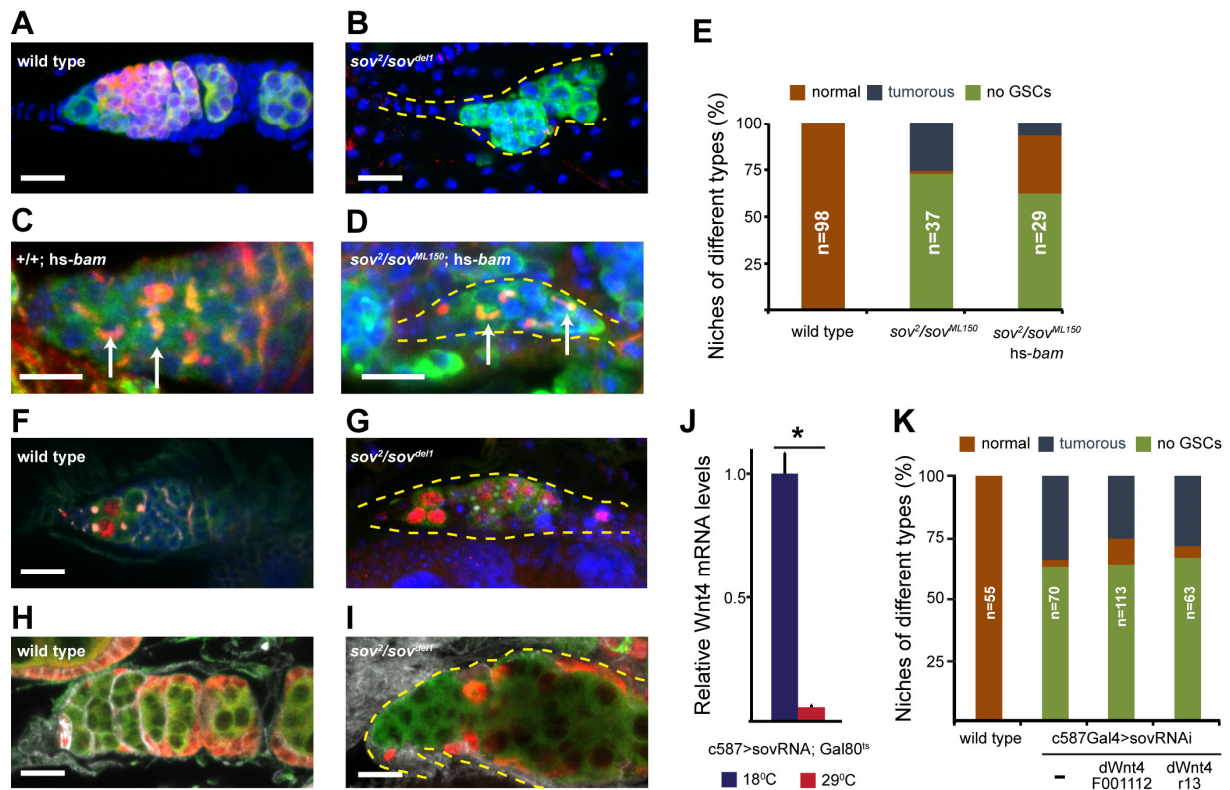 A
wild type
B
sov²/sovdel1
C
+/+; hs-bam
D
sov²/sovML150; hs-bam
E
normal tumorous no GSCs
Niches of different types (%)
100
75
50
25
n=98
n=37
n=29
wild type
sov²/sovML150
sov²/sovML150
hs-bam
F
wild type
G
sov²/sovdel1
H
wild type
I
sov²/sovdel1
J
*
Relative Wnt4 mRNA levels
1.0
0.5
c587>sovRNA; Gal80ts
18⁰C 29⁰C
K
normal tumorous no GSCs
Niches of different types (%)
100
75
50
25
n=55
n=70
n=113
n=63
wild type
c587Gal4>sovRNAi
–
dWnt4
F001112
dWnt4
r13